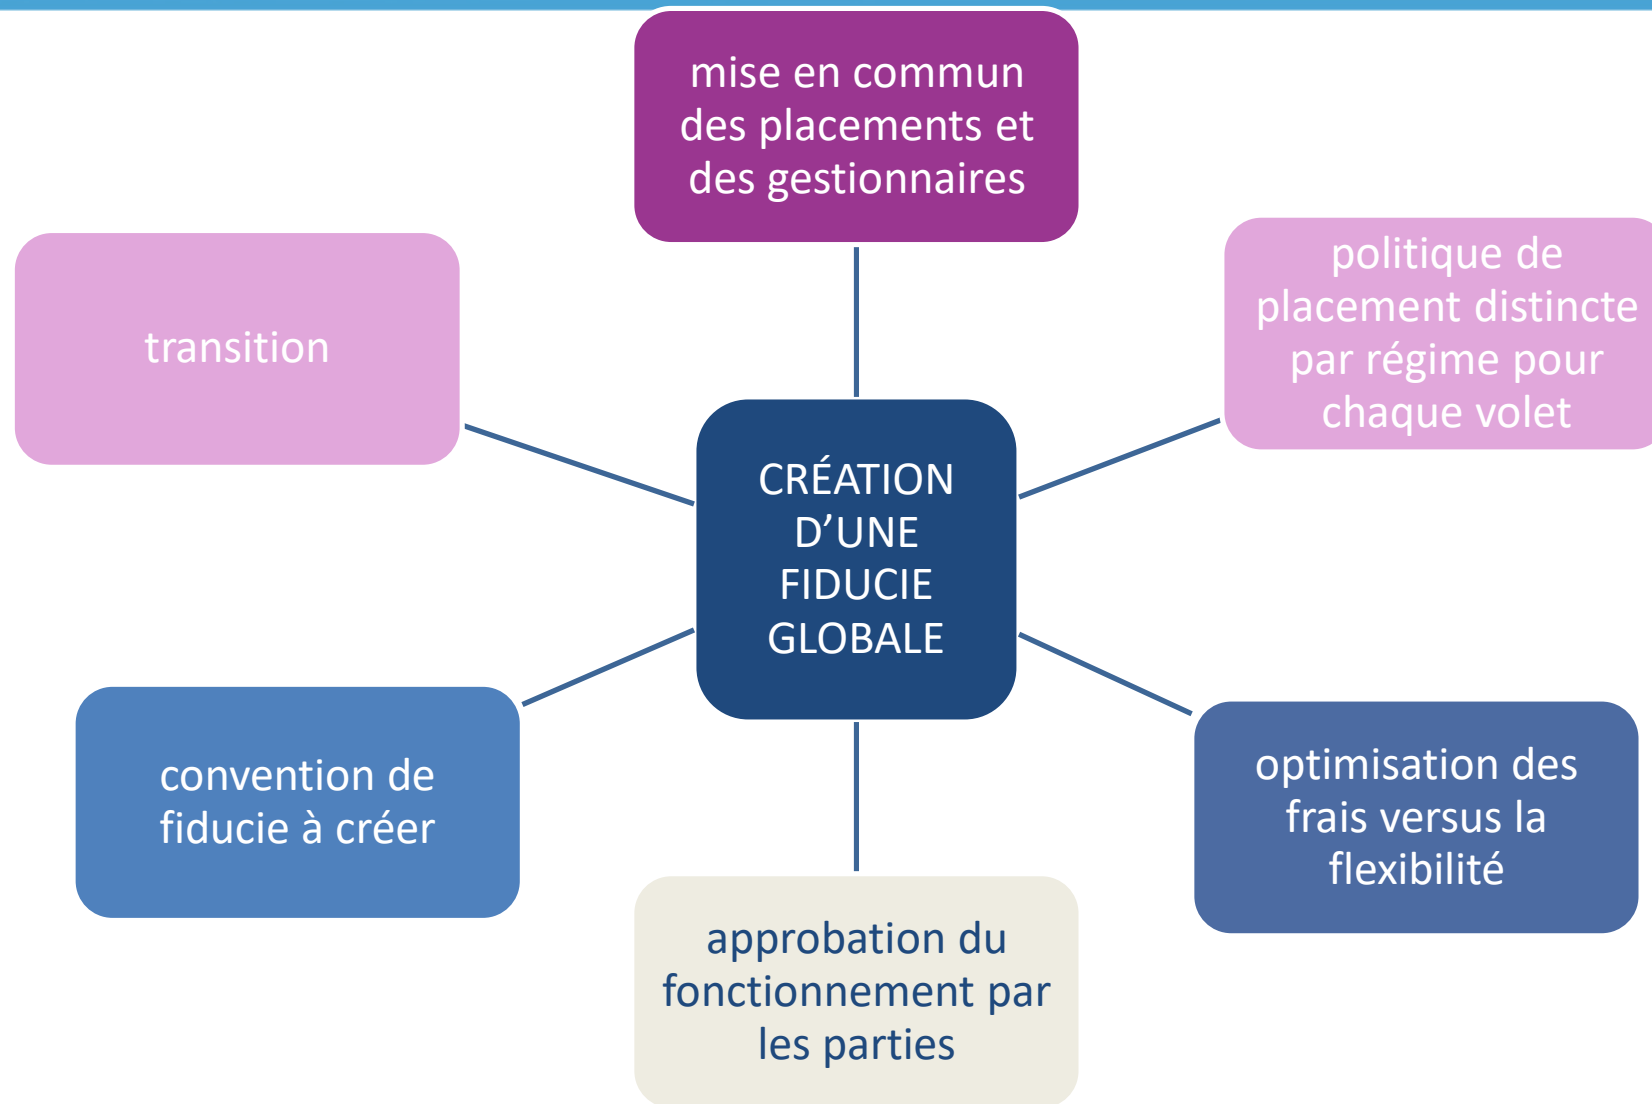 mise en commun
des placements et
des gestionnaires
politique de
placement distincte
par régime pour
chaque volet
transition
CRÉATION
D’UNE
FIDUCIE
GLOBALE
convention de
fiducie à créer
optimisation des
frais versus la
flexibilité
approbation du
fonctionnement par
les parties